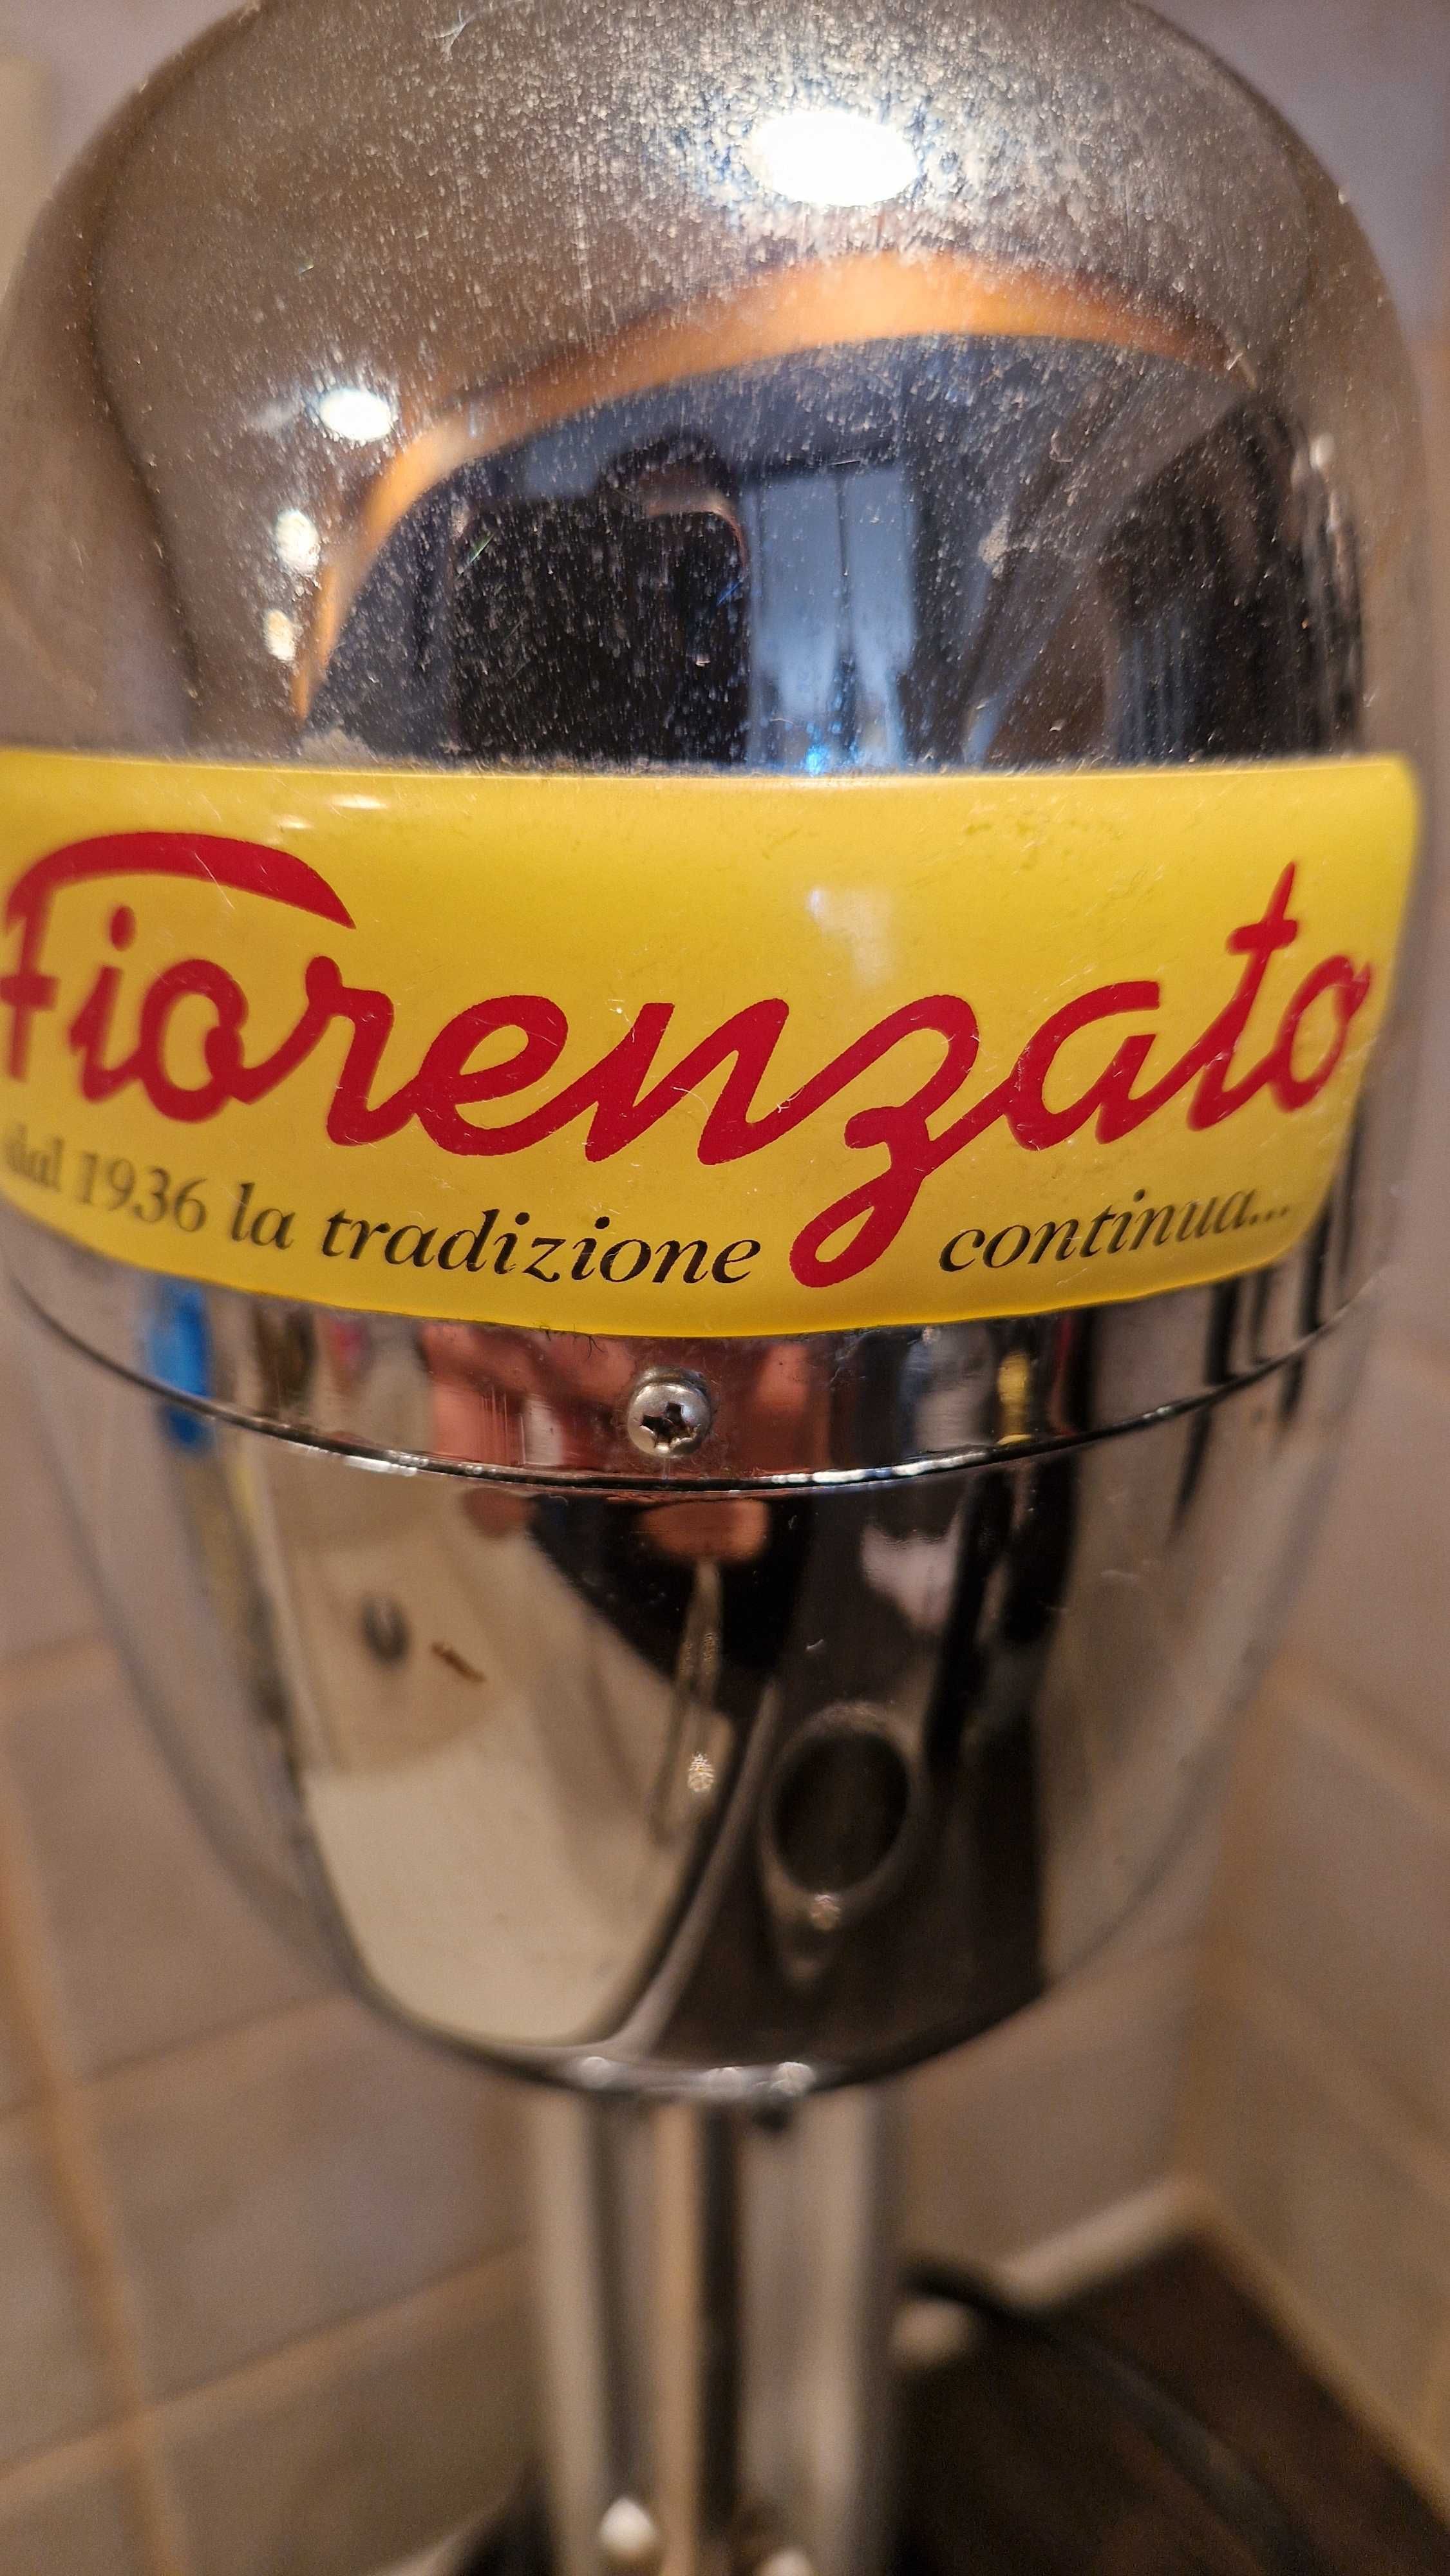 Fiorenzato
dal 1936 la tradizione continua...